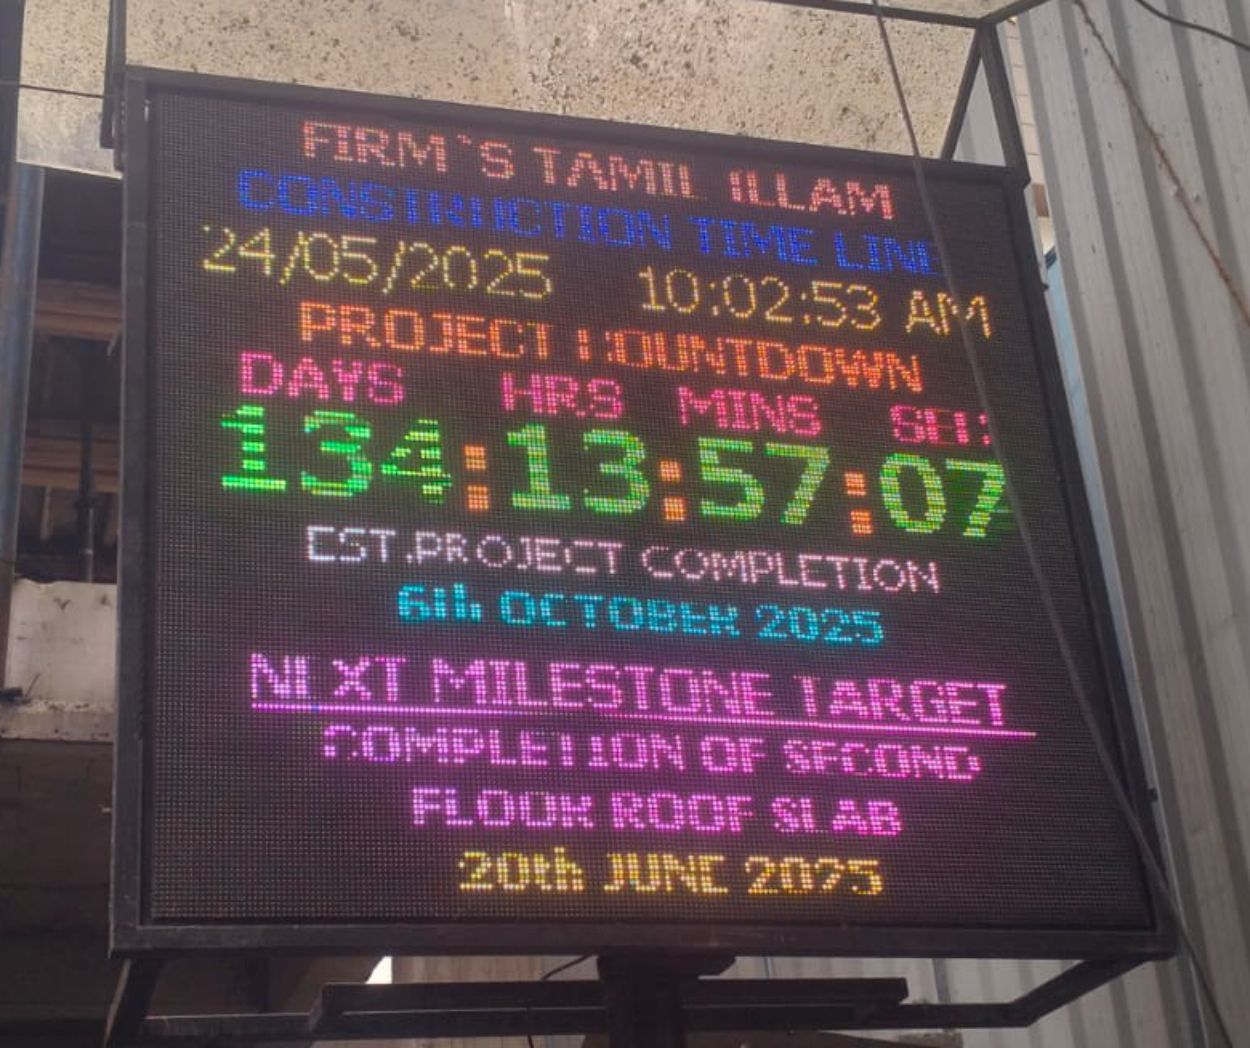 FIRM`S TAMIL ILLAM
CONSTRUCTION TIME LINE
24/05/2025 10:02:53 AM
PROJECT COUNTDOWN
DAYS HRS MINS SEC
134:13:57:07
EST.PROJECT COMPLETION
6th OCTOBER 2025
NEXT MILESTONE TARGET
COMPLETION OF SECOND
FLOOR ROOF SLAB
20th JUNE 2025